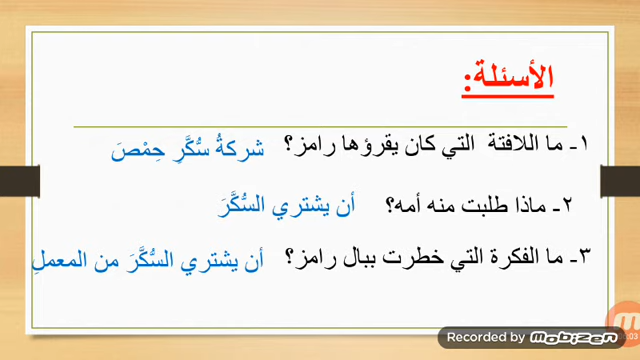 الأسئلة:
١- ما اللافتة التي كان يقرؤها رامز؟ شركةُ سُّكَّرِ حِمْصَ
٢- ماذا طلبت منه أمه؟ أن يشتري السُّكَّرَ
٣- ما الفكرة التي خطرت ببال رامز؟ أن يشتري السُّكَّرَ من المعملِ
Recorded by mobizen